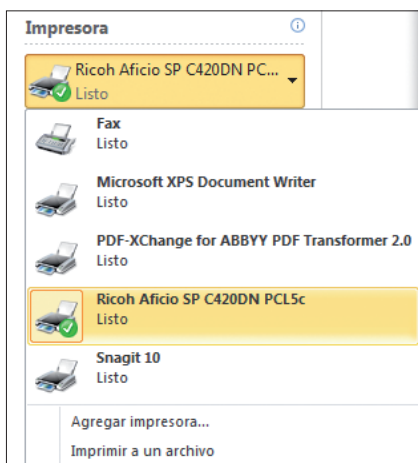 Impresora
Ricoh Aficio SP C420DN PC...
Listo
Fax
Listo
Microsoft XPS Document Writer
Listo
PDF-XChange for ABBYY PDF Transformer 2.0
Listo
Ricoh Aficio SP C420DN PCL5c
Listo
Snagit 10
Listo
Agregar impresora...
Imprimir a un archivo